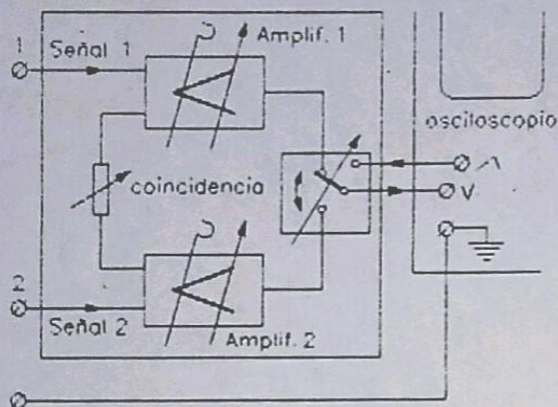 1
Señal 1
Amplif. 1
osciloscopio
coincidencia
V
2
Señal 2
Amplif. 2